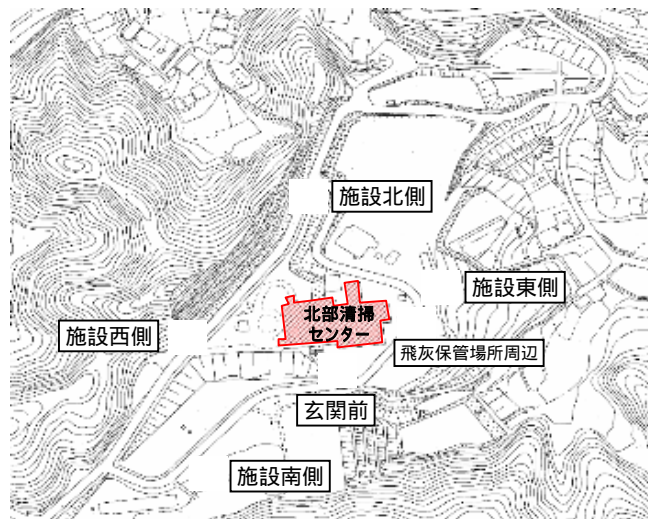 施設北側
施設東側
北部清掃
センター
施設西側
飛灰保管場所周辺
玄関前
施設南側